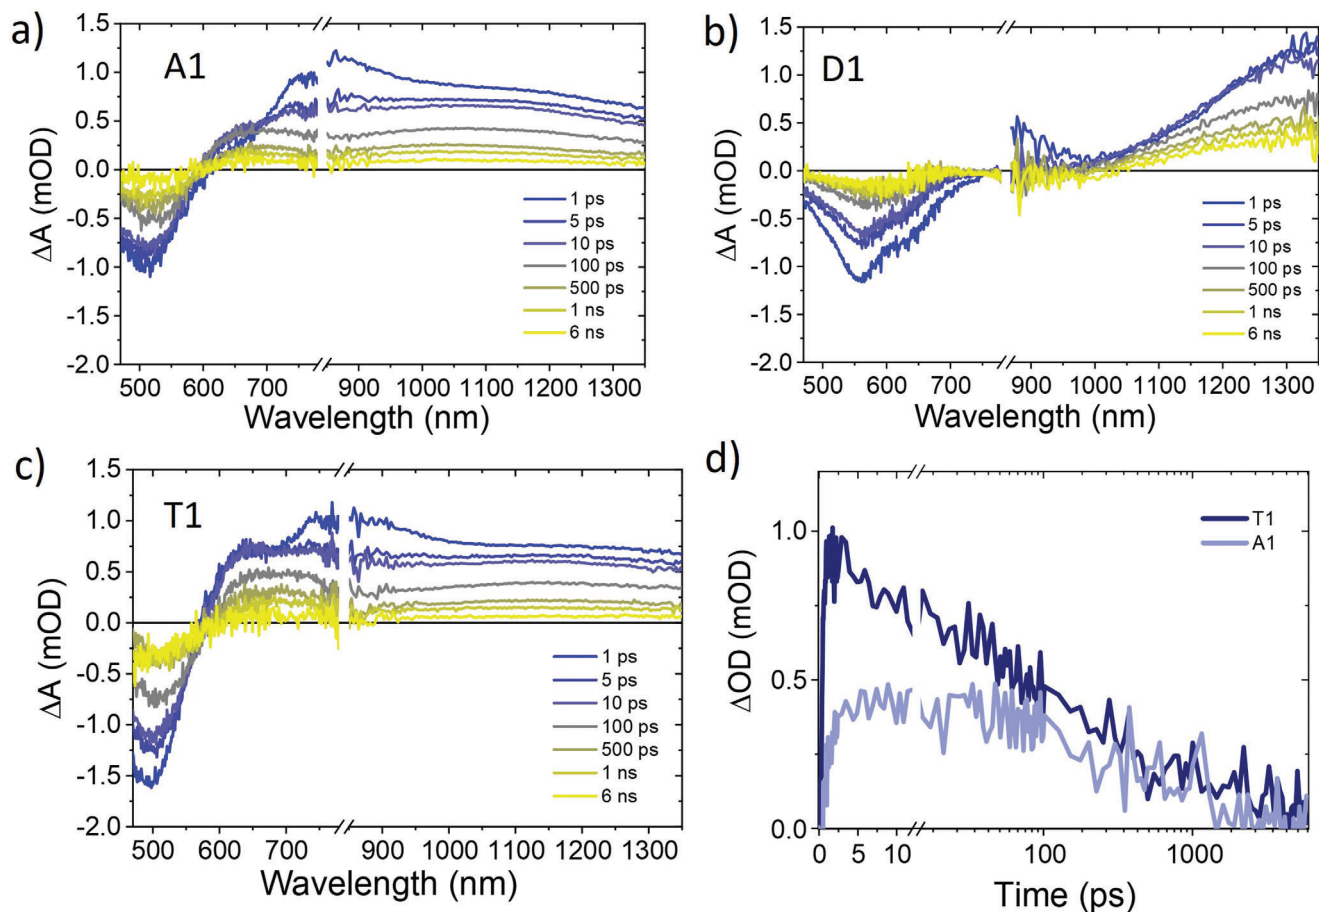 a)
A1
ΔA (mOD)
1.5
1.0
0.5
0.0
-0.5
-1.0
-1.5
-2.0
1 ps
5 ps
10 ps
100 ps
500 ps
1 ns
6 ns
500 600 700 900 1000 1100 1200 1300
Wavelength (nm)
b)
D1
ΔA (mOD)
1.5
1.0
0.5
0.0
-0.5
-1.0
-1.5
-2.0
1 ps
5 ps
10 ps
100 ps
500 ps
1 ns
6 ns
500 600 700 900 1000 1100 1200 1300
Wavelength (nm)
c)
T1
ΔA (mOD)
1.5
1.0
0.5
0.0
-0.5
-1.0
-1.5
-2.0
1 ps
5 ps
10 ps
100 ps
500 ps
1 ns
6 ns
500 600 700 900 1000 1100 1200 1300
Wavelength (nm)
d)
T1
A1
ΔOD (mOD)
1.0
0.5
0.0
0 5 10 100 1000
Time (ps)